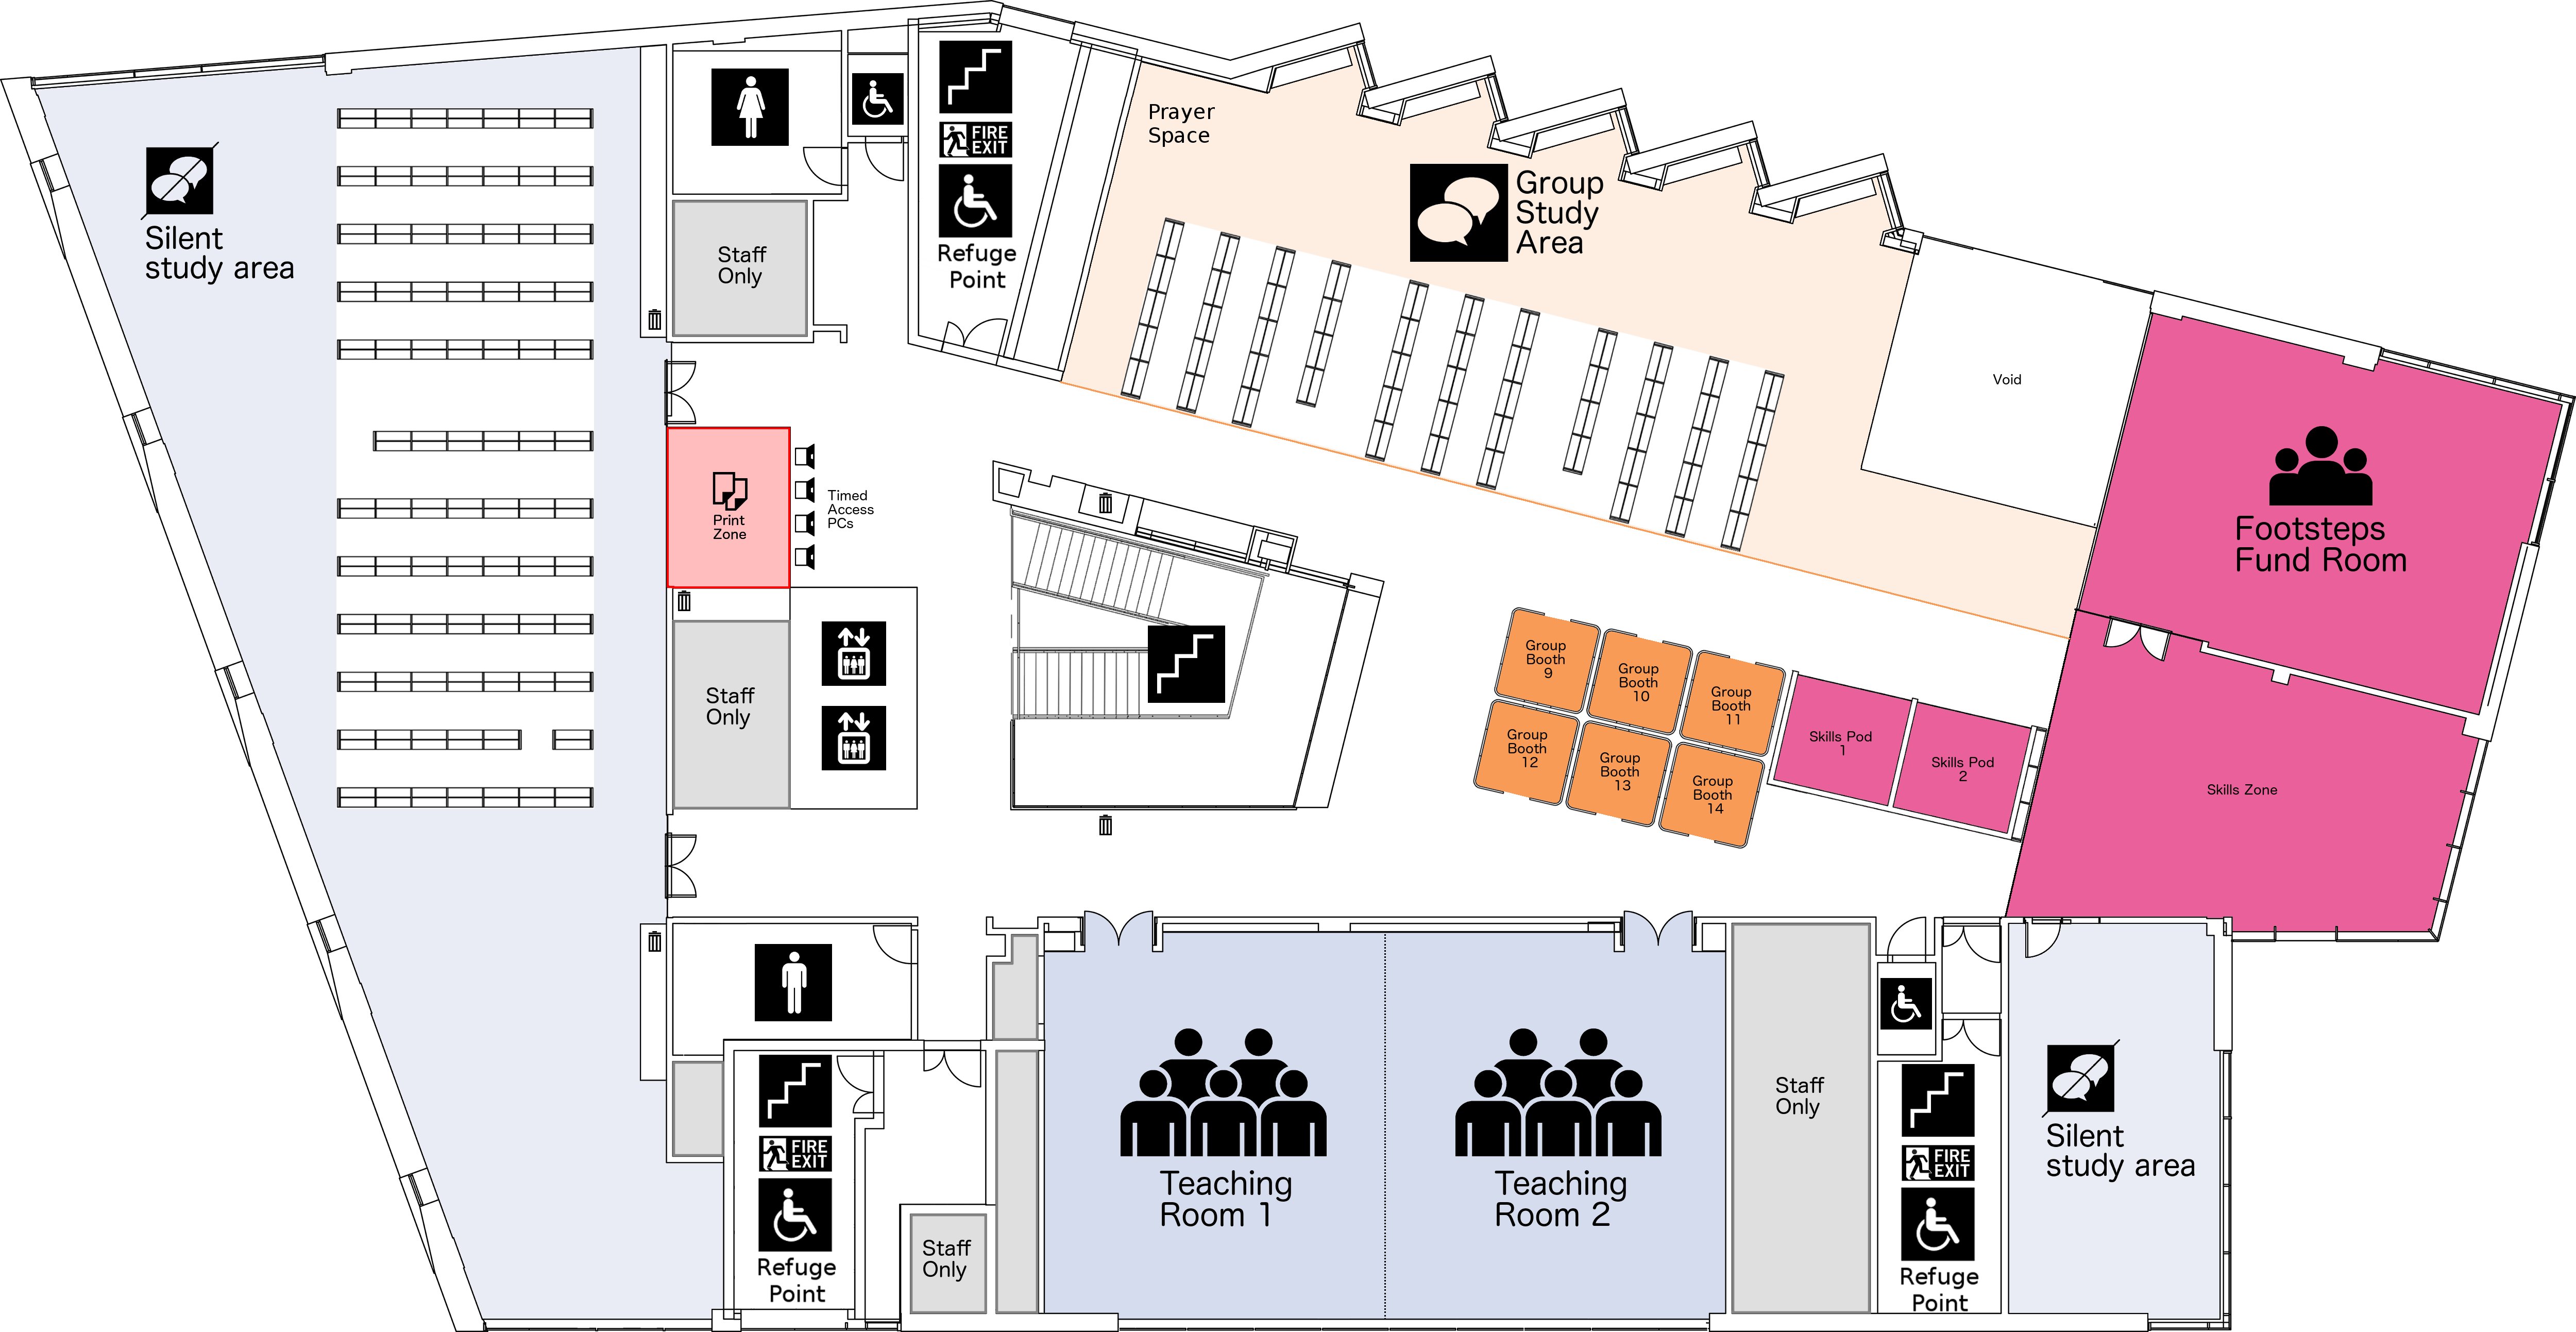 Silent
study area
Staff
Only
FIRE
EXIT
Refuge
Point
Prayer
Space
Group
Study
Area
Void
Footsteps
Fund Room
Print
Zone
Timed
Access
PCs
Staff
Only
Group
Booth
9
Group
Booth
10
Group
Booth
11
Group
Booth
12
Group
Booth
13
Group
Booth
14
Skills Pod
1
Skills Pod
2
Skills Zone
FIRE
EXIT
Refuge
Point
Staff
Only
Teaching
Room 1
Teaching
Room 2
Staff
Only
FIRE
EXIT
Refuge
Point
Silent
study area